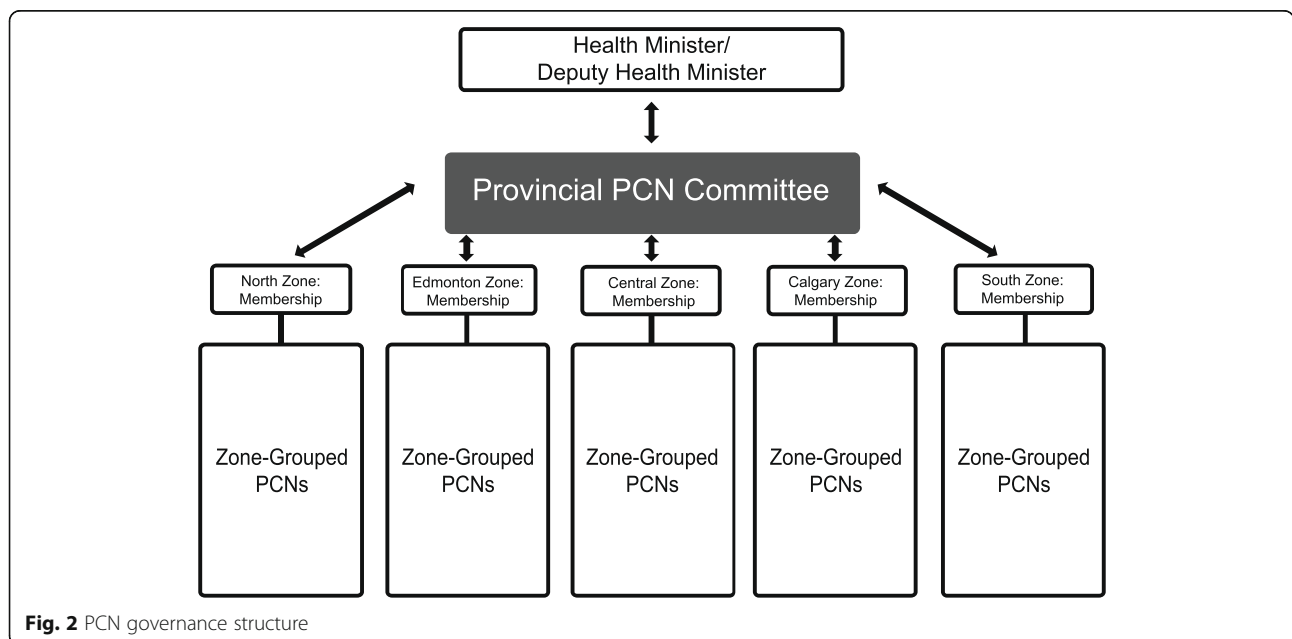 Health Minister/
Deputy Health Minister
Provincial PCN Committee
North Zone:
Membership
Edmonton Zone:
Membership
Central Zone:
Membership
Calgary Zone:
Membership
South Zone:
Membership
Zone-Grouped
PCNs
Zone-Grouped
PCNs
Zone-Grouped
PCNs
Zone-Grouped
PCNs
Zone-Grouped
PCNs
Fig. 2 PCN governance structure